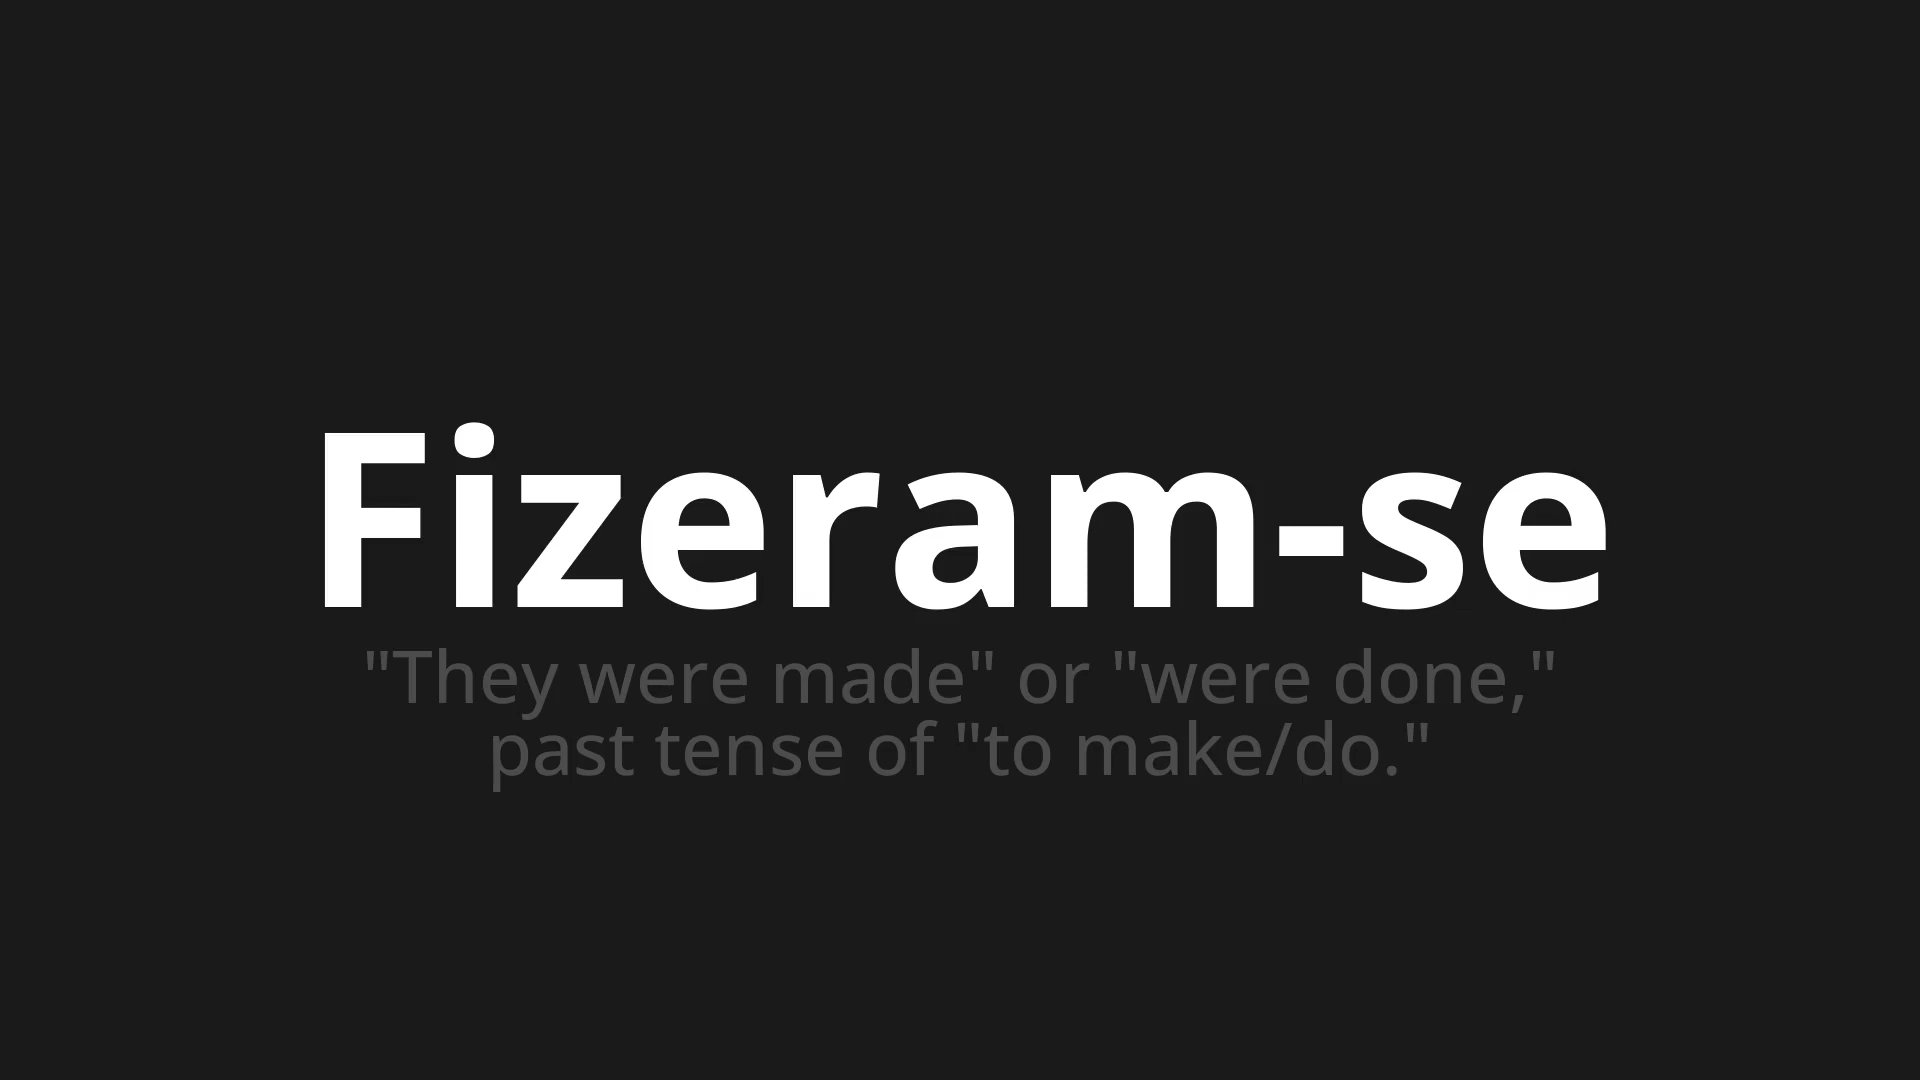 Fizeram-se
"They were made" or "were done,"
past tense of "to make/do."